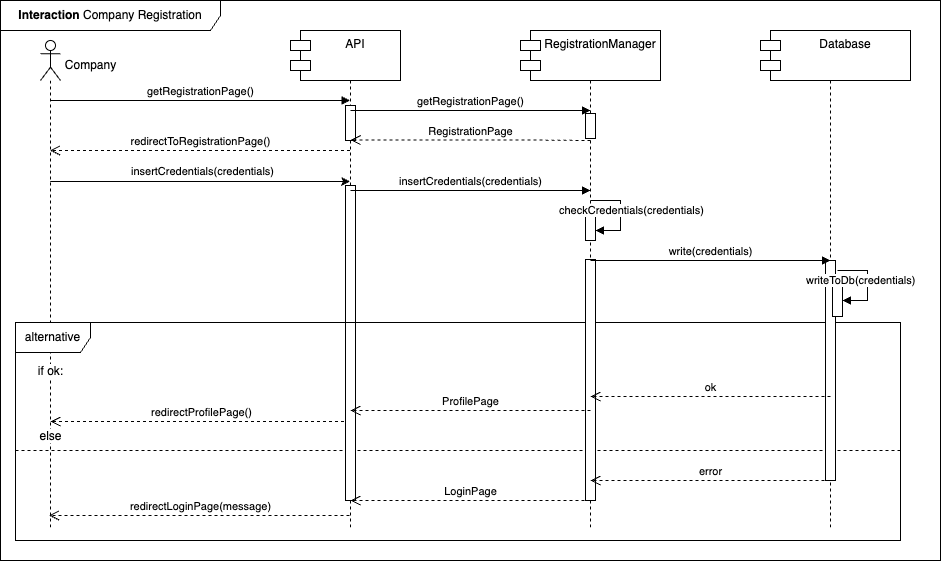 Interaction Company Registration
Company
API
RegistrationManager
Database
getRegistrationPage()
getRegistrationPage()
RegistrationPage
redirectToRegistrationPage()
insertCredentials(credentials)
insertCredentials(credentials)
checkCredentials(credentials)
write(credentials)
writeToDb(credentials)
alternative
if ok:
ok
ProfilePage
redirectProfilePage()
else
error
LoginPage
redirectLoginPage(message)